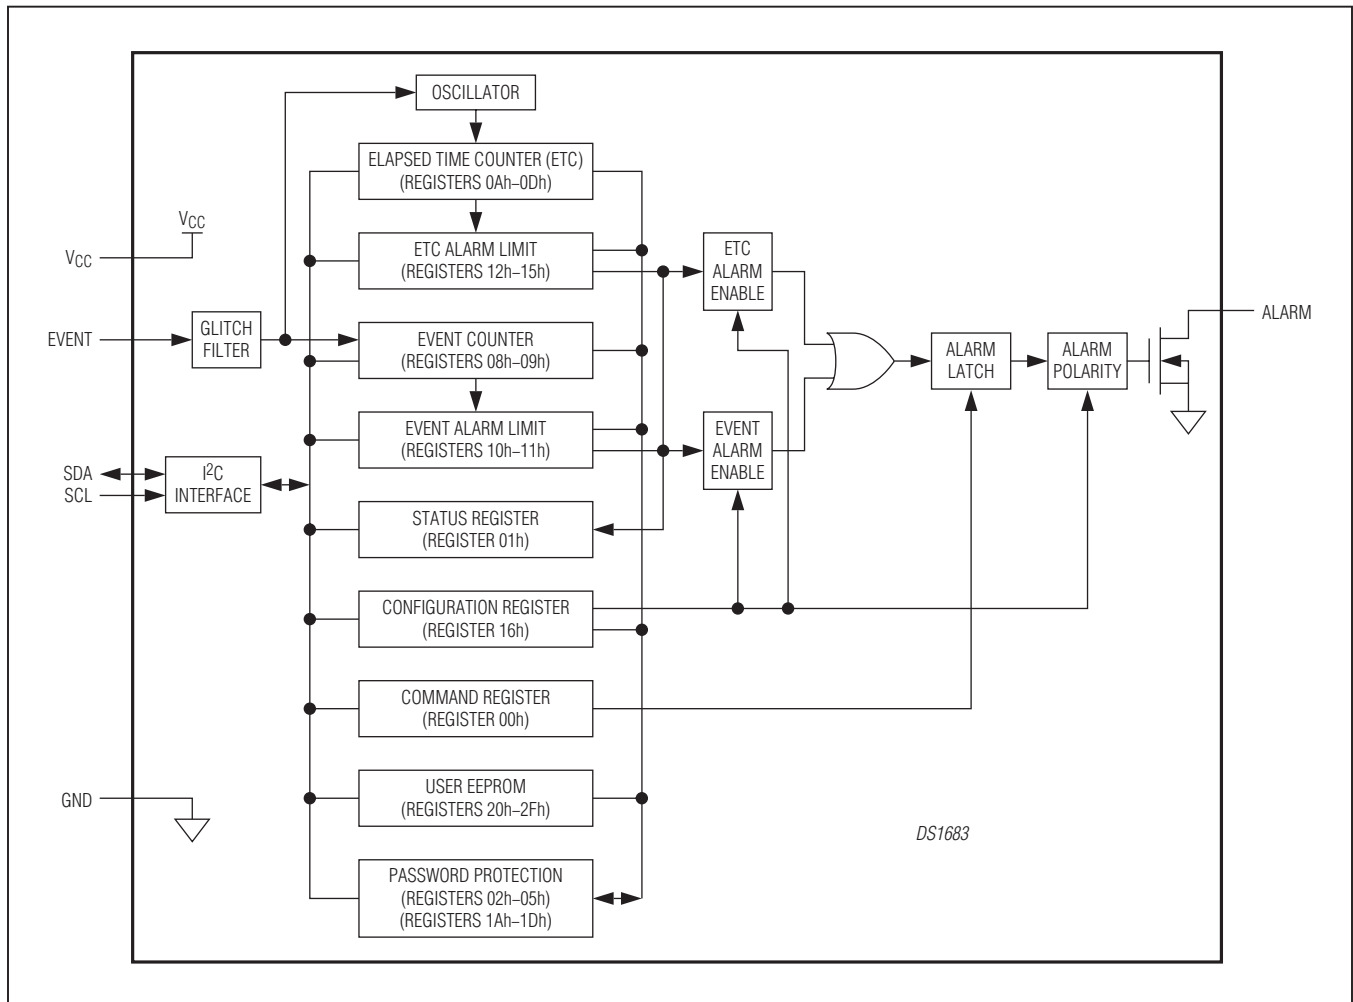 OSCILLATOR
ELAPSED TIME COUNTER (ETC)
(REGISTERS 0Ah–0Dh)
VCC
VCC
ETC ALARM LIMIT
(REGISTERS 12h–15h)
ETC
ALARM
ENABLE
EVENT
GLITCH
FILTER
EVENT COUNTER
(REGISTERS 08h–09h)
ALARM
LATCH
ALARM
POLARITY
ALARM
EVENT ALARM LIMIT
(REGISTERS 10h–11h)
EVENT
ALARM
ENABLE
SDA
SCL
I2C
INTERFACE
STATUS REGISTER
(REGISTER 01h)
CONFIGURATION REGISTER
(REGISTER 16h)
COMMAND REGISTER
(REGISTER 00h)
GND
USER EEPROM
(REGISTERS 20h–2Fh)
DS1683
PASSWORD PROTECTION
(REGISTERS 02h–05h)
(REGISTERS 1Ah–1Dh)